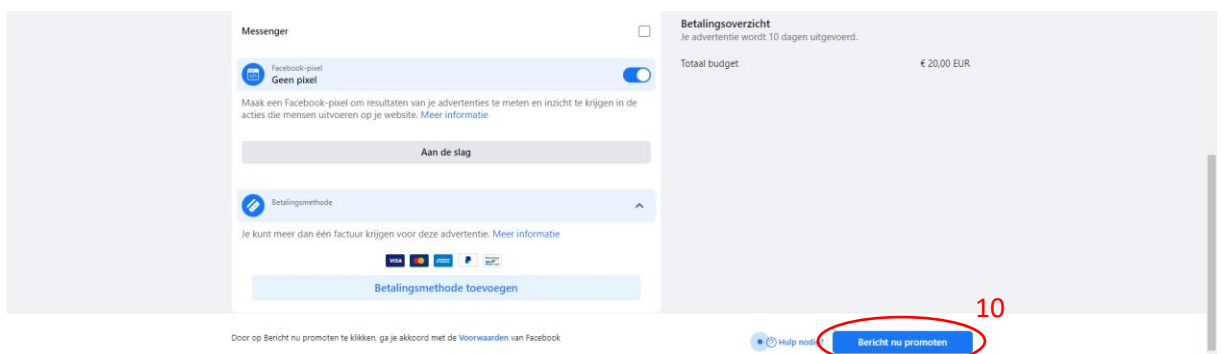 Messenger
Facebook-pixel
Geen pixel
Maak een Facebook-pixel om resultaten van je advertenties te meten en inzicht te krijgen in de
acties die mensen uitvoeren op je website. Meer informatie
Aan de slag
Betalingsmethode
Je kunt meer dan één factuur krijgen voor deze advertentie. Meer informatie
VISA
Betalingsmethode toevoegen
Betalingsoverzicht
Je advertentie wordt 10 dagen uitgevoerd.
Totaal budget € 20,00 EUR
10
Door op Bericht nu promoten te klikken, ga je akkoord met de Voorwaarden van Facebook
Hulp nodig?
Bericht nu promoten